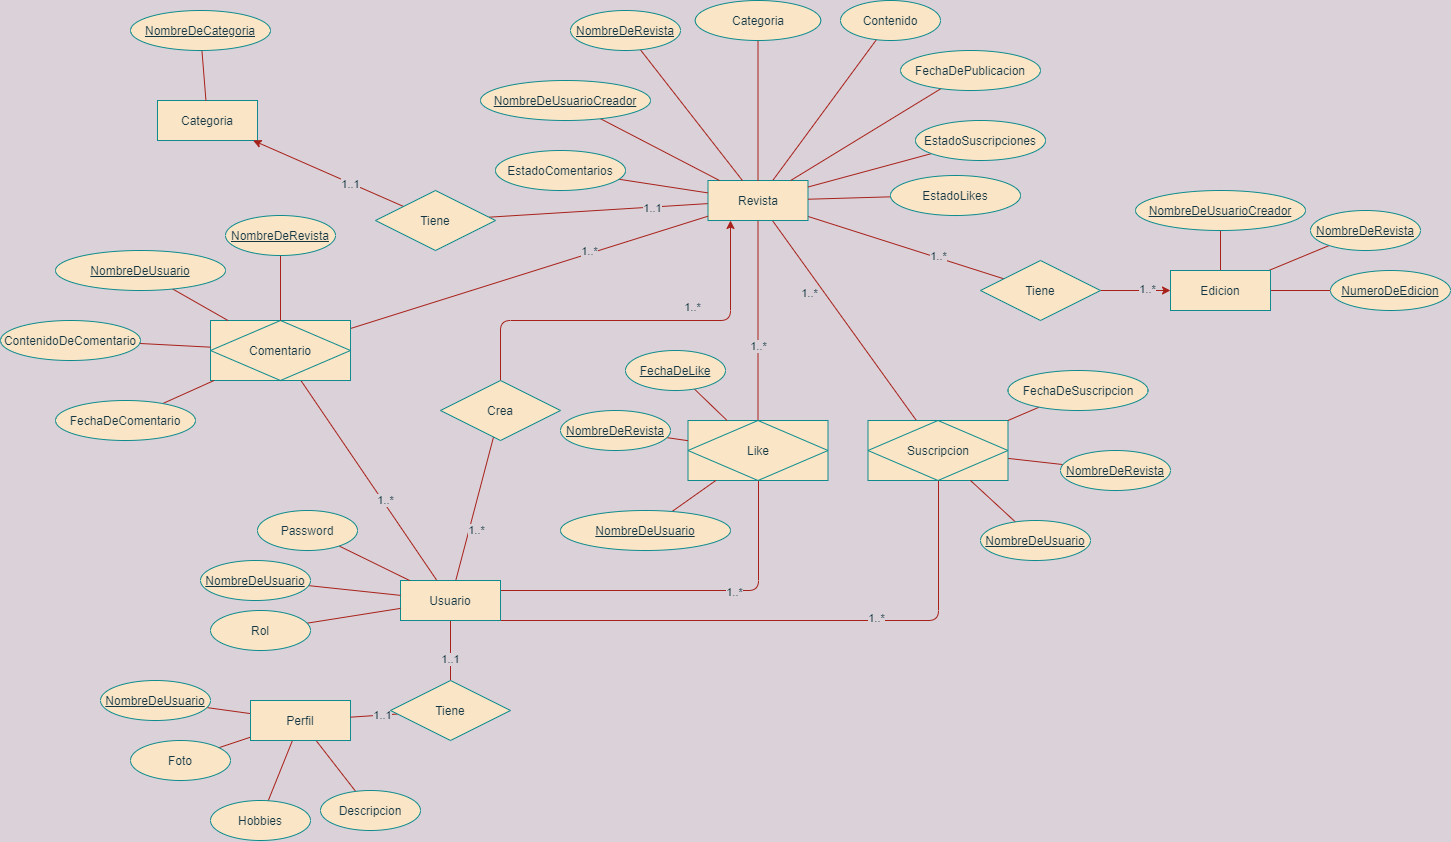 NombreDeCategoria
NombreDeRevista
Categoria
Contenido
FechaDePublicacion
NombreDeUsuarioCreador
Categoria
EstadoSuscripciones
EstadoComentarios
EstadoLikes
1..1
Revista
1..1
Tiene
NombreDeUsuarioCreador
NombreDeRevista
NombreDeRevista
1..*
1..*
NombreDeUsuario
Tiene
1..*
Edicion
NumeroDeEdicion
1..*
1..*
ContenidoDeComentario
Comentario
1..*
FechaDeLike
FechaDeSuscripcion
Crea
FechaDeComentario
NombreDeRevista
Like
Suscripcion
NombreDeRevista
1..*
Password
1..*
NombreDeUsuario
NombreDeUsuario
NombreDeUsuario
Usuario
1..*
1..*
Rol
1..1
NombreDeUsuario
Perfil
1..1
Tiene
Foto
Hobbies
Descripcion